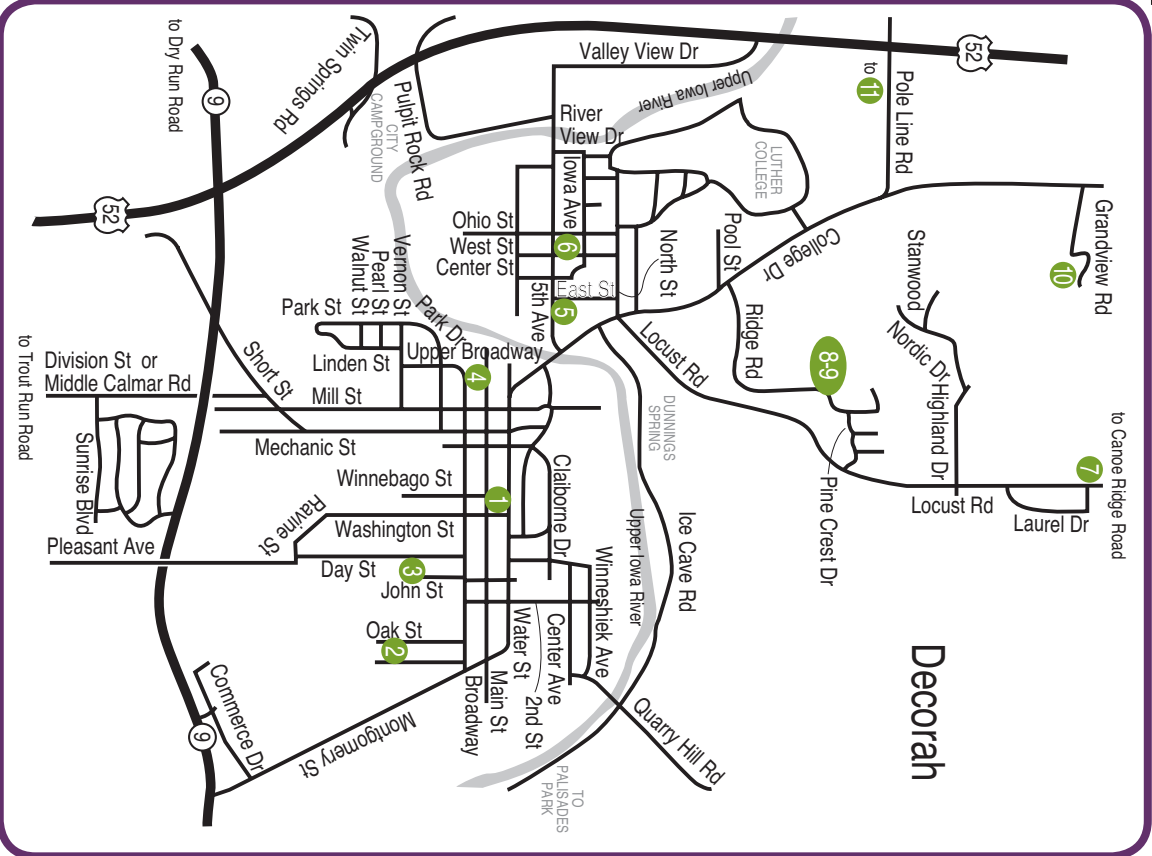 Decorah
52
Valley View Dr
Upper Iowa River
to 11
Pole Line Rd
to Dry Run Road
9
Twin Springs Rd
Pulpit Rock Rd
CITY
CAMPGROUND
River
View Dr
LUTHER
COLLEGE
Iowa Ave
52
Ohio St
West St
Center St
6
North St
Pool St
College Dr
Stanwood
Grandview Rd
10
East St
5th Ave
5
Vernon St
Pearl St
Walnut St
Park St
Park Dr
Upper Broadway
4
Linden St
Mill St
Short St
Locust Rd
Ridge Rd
8-9
Nordic Dr
Highland Dr
to Trout Run Road
Division St or
Middle Calmar Rd
Sunrise Blvd
Mechanic St
DUNNINGS
SPRING
to Canoe Ridge Road
7
Locust Rd
Laurel Dr
Pine Crest Dr
Winnebago St
1
Claiborne Dr
Upper Iowa River
Ice Cave Rd
Ravine St
Washington St
Pleasant Ave
Day St
3
John St
Winneshiek Ave
Oak St
2
Water St
Center Ave
2nd St
Main St
Broadway
Commerce Dr
9
Montgomery St
Quarry Hill Rd
TO
PALISADES
PARK